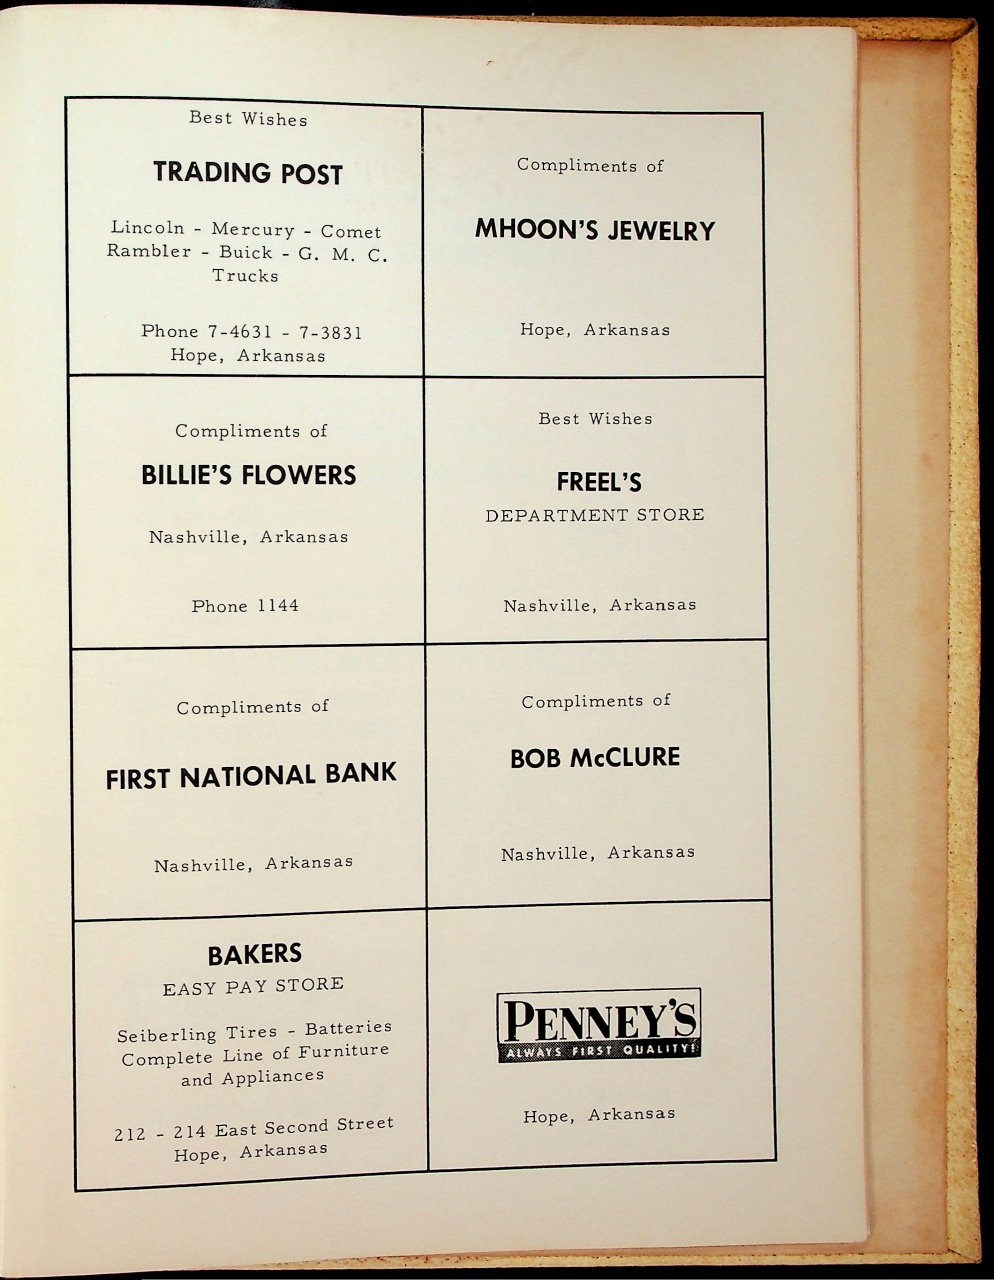 Best Wishes
TRADING POST
Lincoln - Mercury - Comet
Rambler - Buick - G. M. C.
Trucks
Phone 7-4631 - 7-3831
Hope, Arkansas
Compliments of
MHOON'S JEWELRY
Hope, Arkansas
Compliments of
BILLIE'S FLOWERS
Nashville, Arkansas
Phone 1144
Best Wishes
FREEL'S
DEPARTMENT STORE
Nashville, Arkansas
Compliments of
FIRST NATIONAL BANK
Nashville, Arkansas
Compliments of
BOB McCLURE
Nashville, Arkansas
BAKERS
EASY PAY STORE
Seiberling Tires - Batteries
Complete Line of Furniture
and Appliances
212 - 214 East Second Street
Hope, Arkansas
PENNEY'S
ALWAYS FIRST QUALITY!
Hope, Arkansas